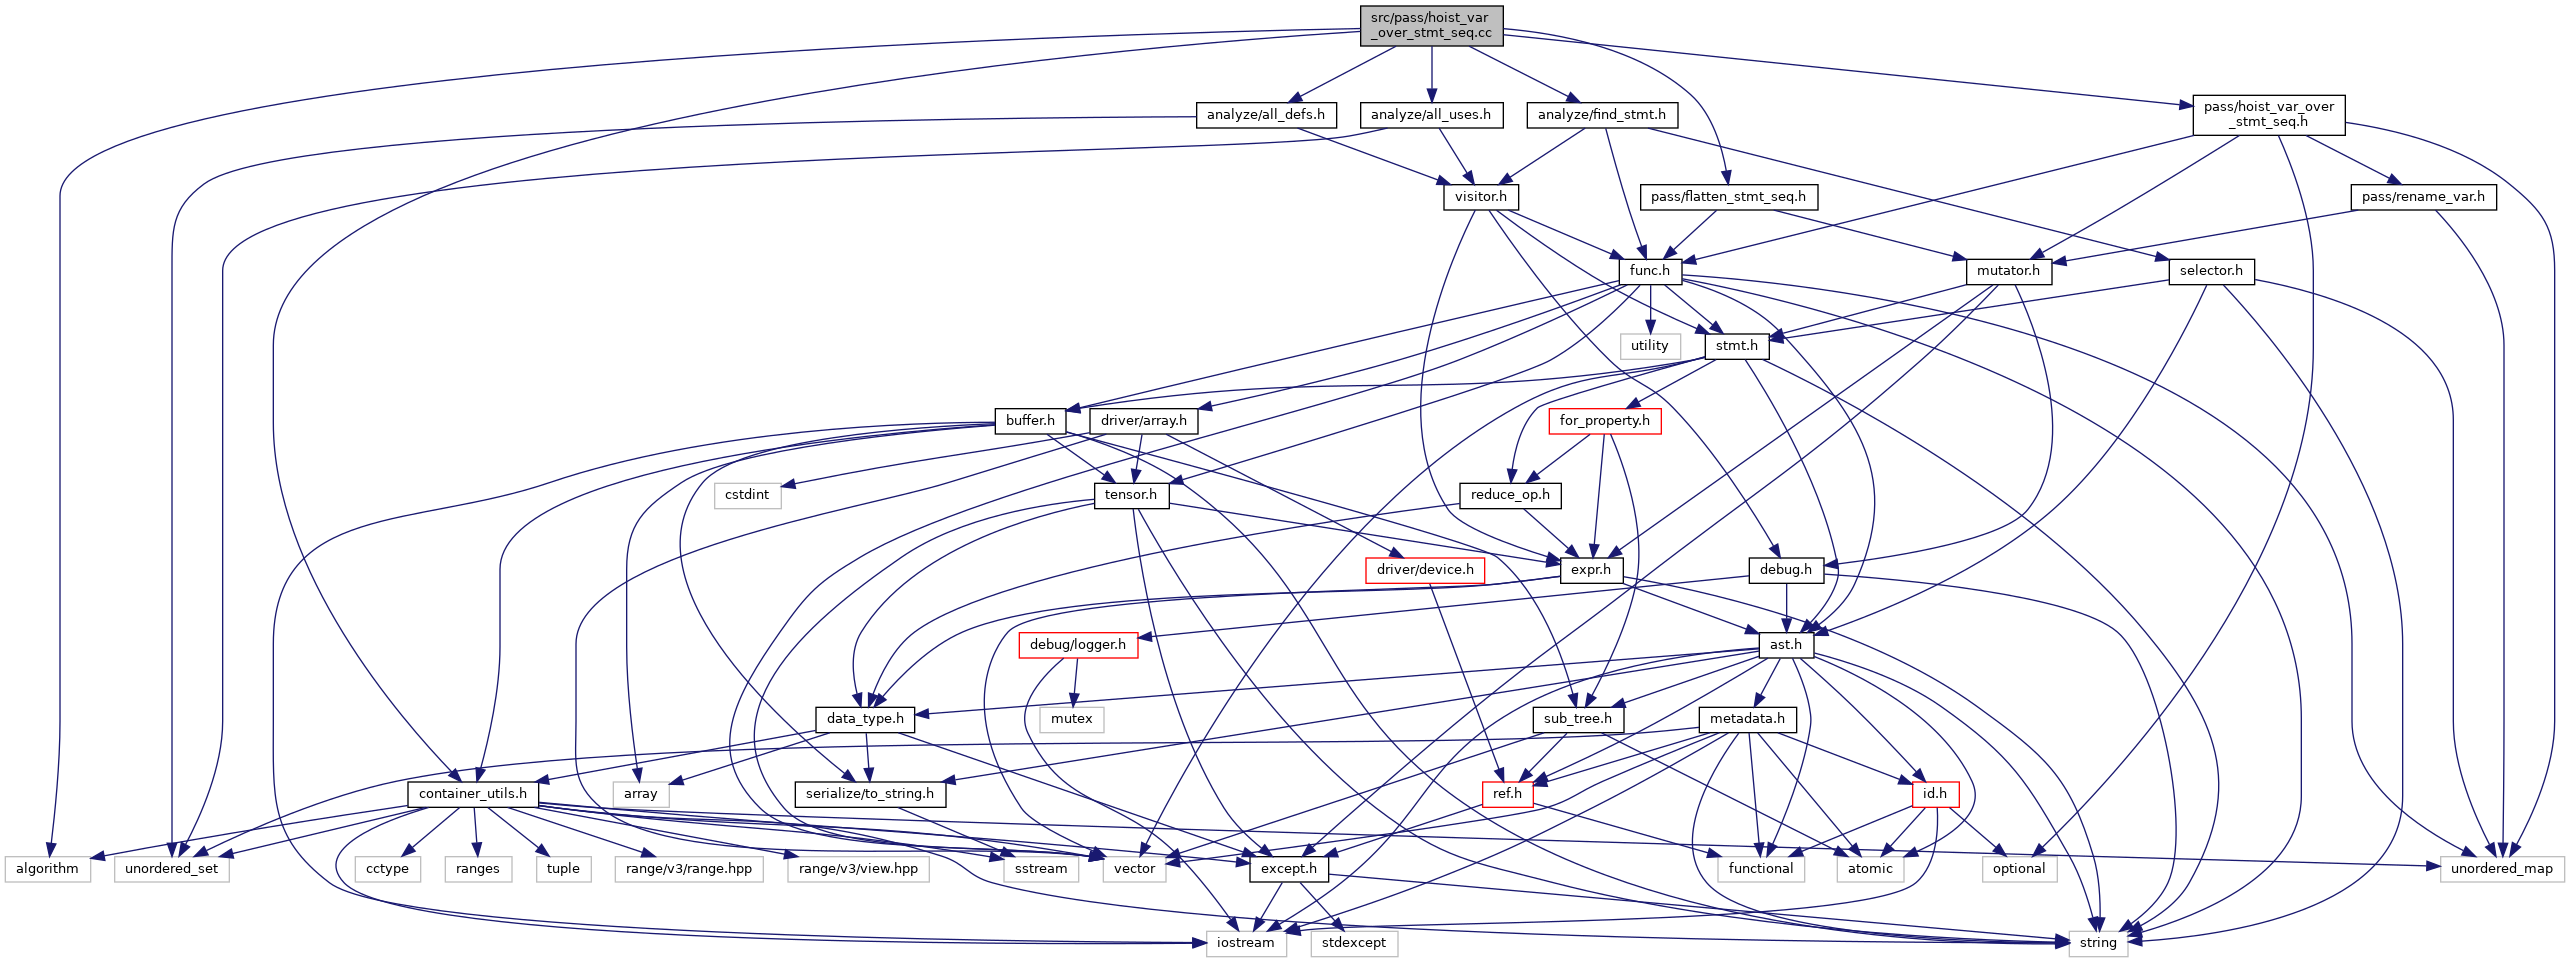 src/pass/hoist_var
_over_stmt_seq.cc
analyze/all_defs.h
analyze/all_uses.h
analyze/find_stmt.h
pass/hoist_var_over
_stmt_seq.h
visitor.h
pass/flatten_stmt_seq.h
pass/rename_var.h
func.h
mutator.h
selector.h
utility
stmt.h
buffer.h
driver/array.h
for_property.h
cstdint
tensor.h
reduce_op.h
driver/device.h
expr.h
debug.h
debug/logger.h
ast.h
data_type.h
mutex
sub_tree.h
metadata.h
container_utils.h
array
serialize/to_string.h
ref.h
id.h
algorithm
unordered_set
cctype
ranges
tuple
range/v3/range.hpp
range/v3/view.hpp
sstream
vector
except.h
functional
atomic
optional
unordered_map
iostream
stdexcept
string